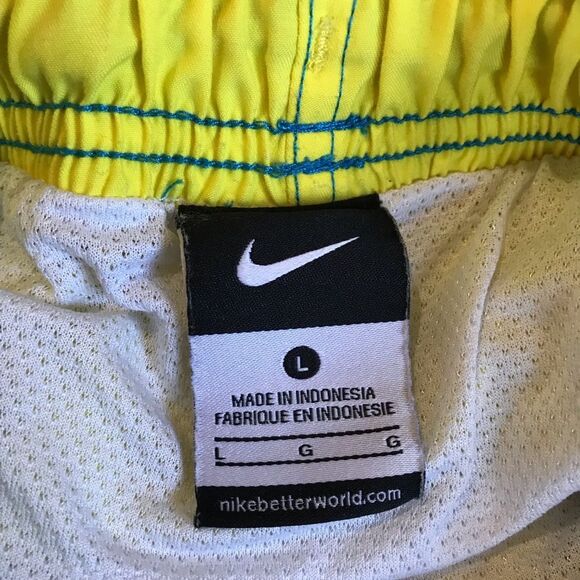 L
MADE IN INDONESIA
FABRIQUE EN INDONESIE
L G G
nikebetterworld.com